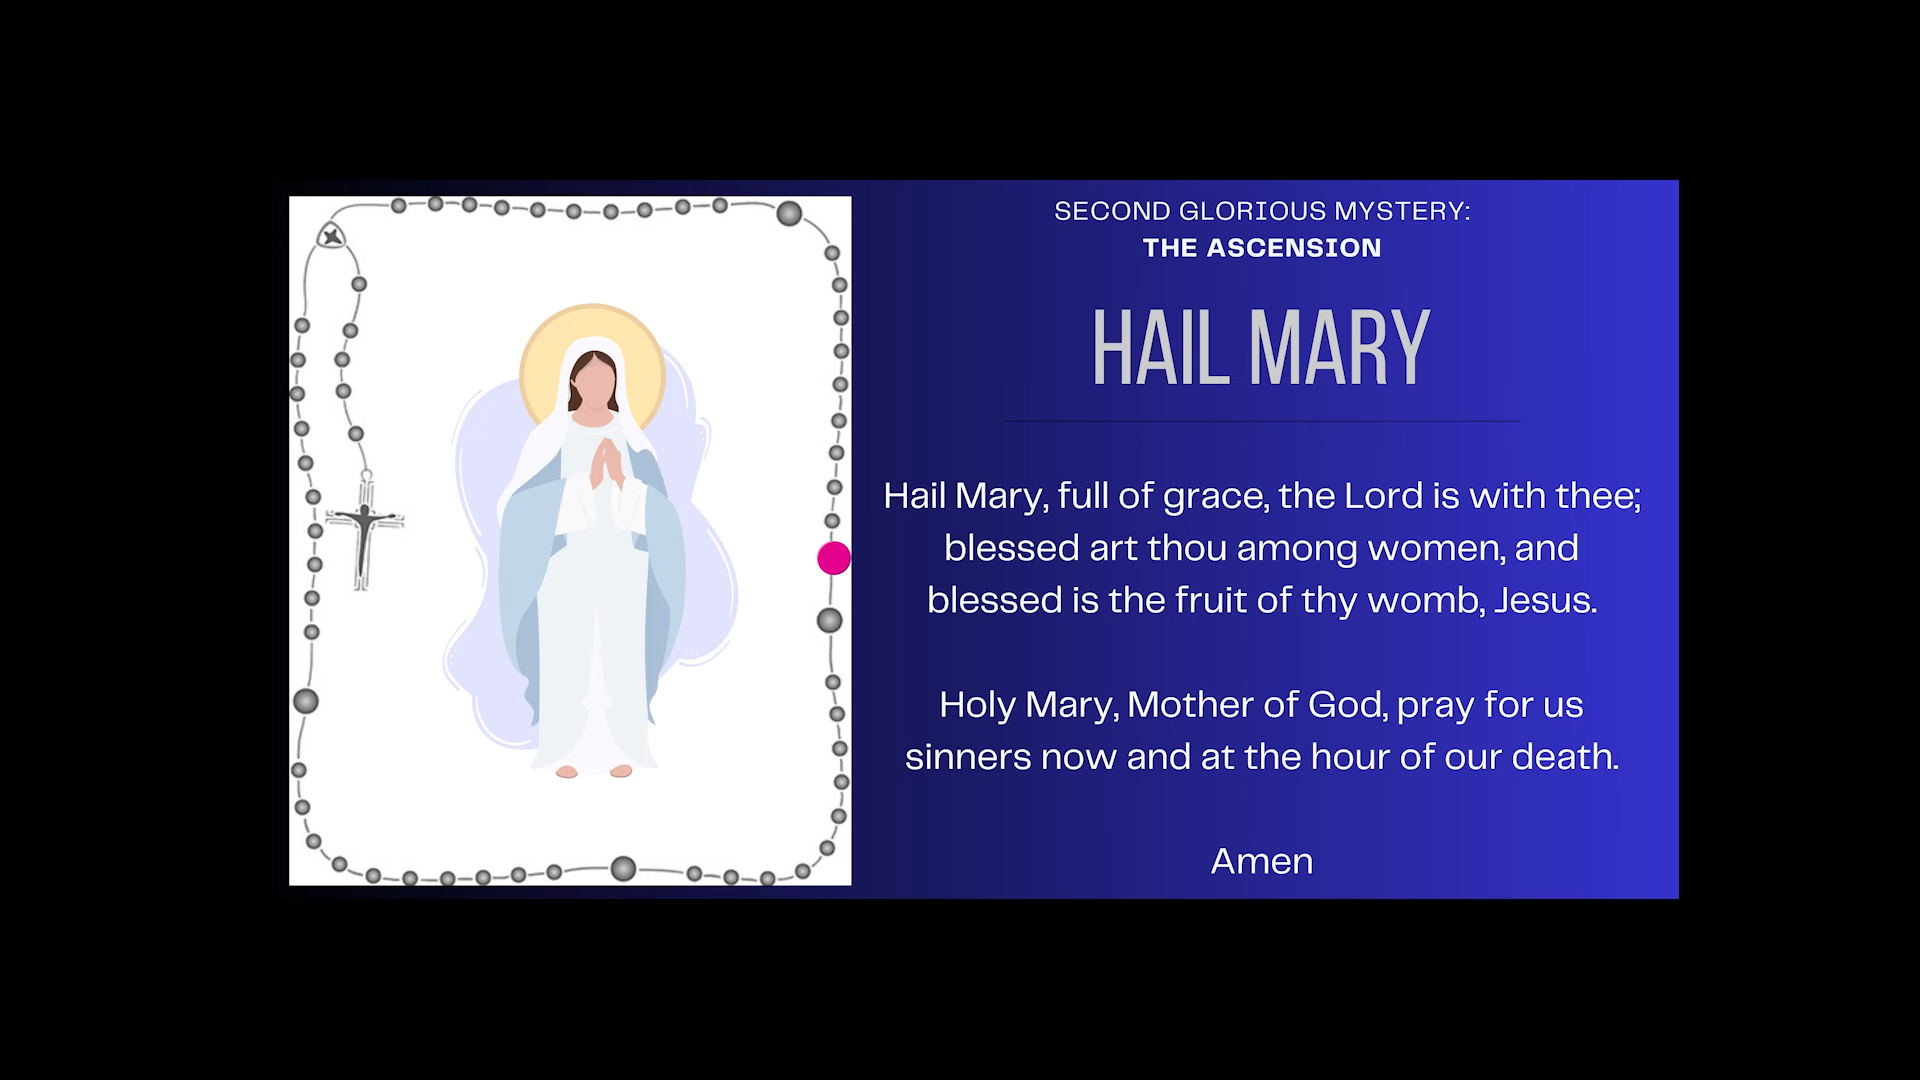 SECOND GLORIOUS MYSTERY:
THE ASCENSION
HAIL MARY
Hail Mary, full of grace, the Lord is with thee;
blessed art thou among women, and
blessed is the fruit of thy womb, Jesus.
Holy Mary, Mother of God, pray for us
sinners now and at the hour of our death.
Amen